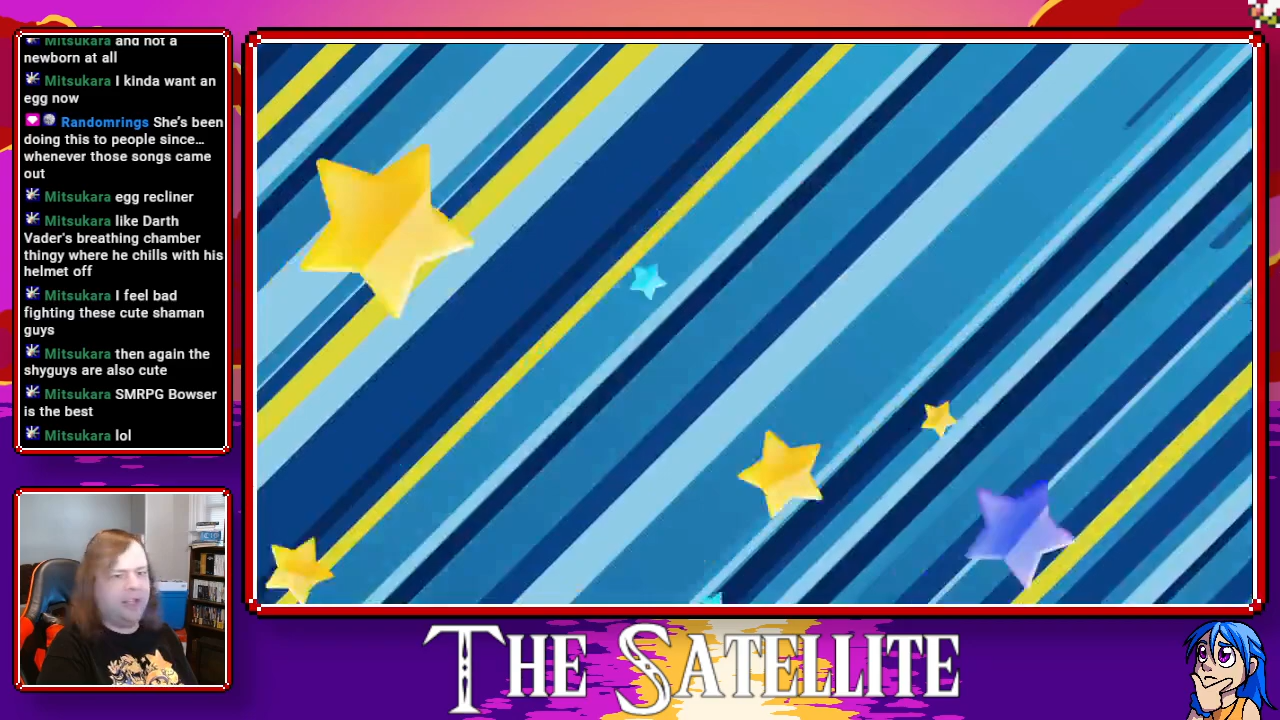 Mitsukara and not a
newborn at all
Mitsukara I kinda want an
egg now
Randomrings She's been
doing this to people since...
whenever those songs came
out
Mitsukara egg recliner
Mitsukara like Darth
Vader's breathing chamber
thingy where he chills with his
helmet off
Mitsukara I feel bad
fighting these cute shaman
guys
Mitsukara then again the
shyguys are also cute
Mitsukara SMRPG Bowser
is the best
Mitsukara lol
THE SATELLITE